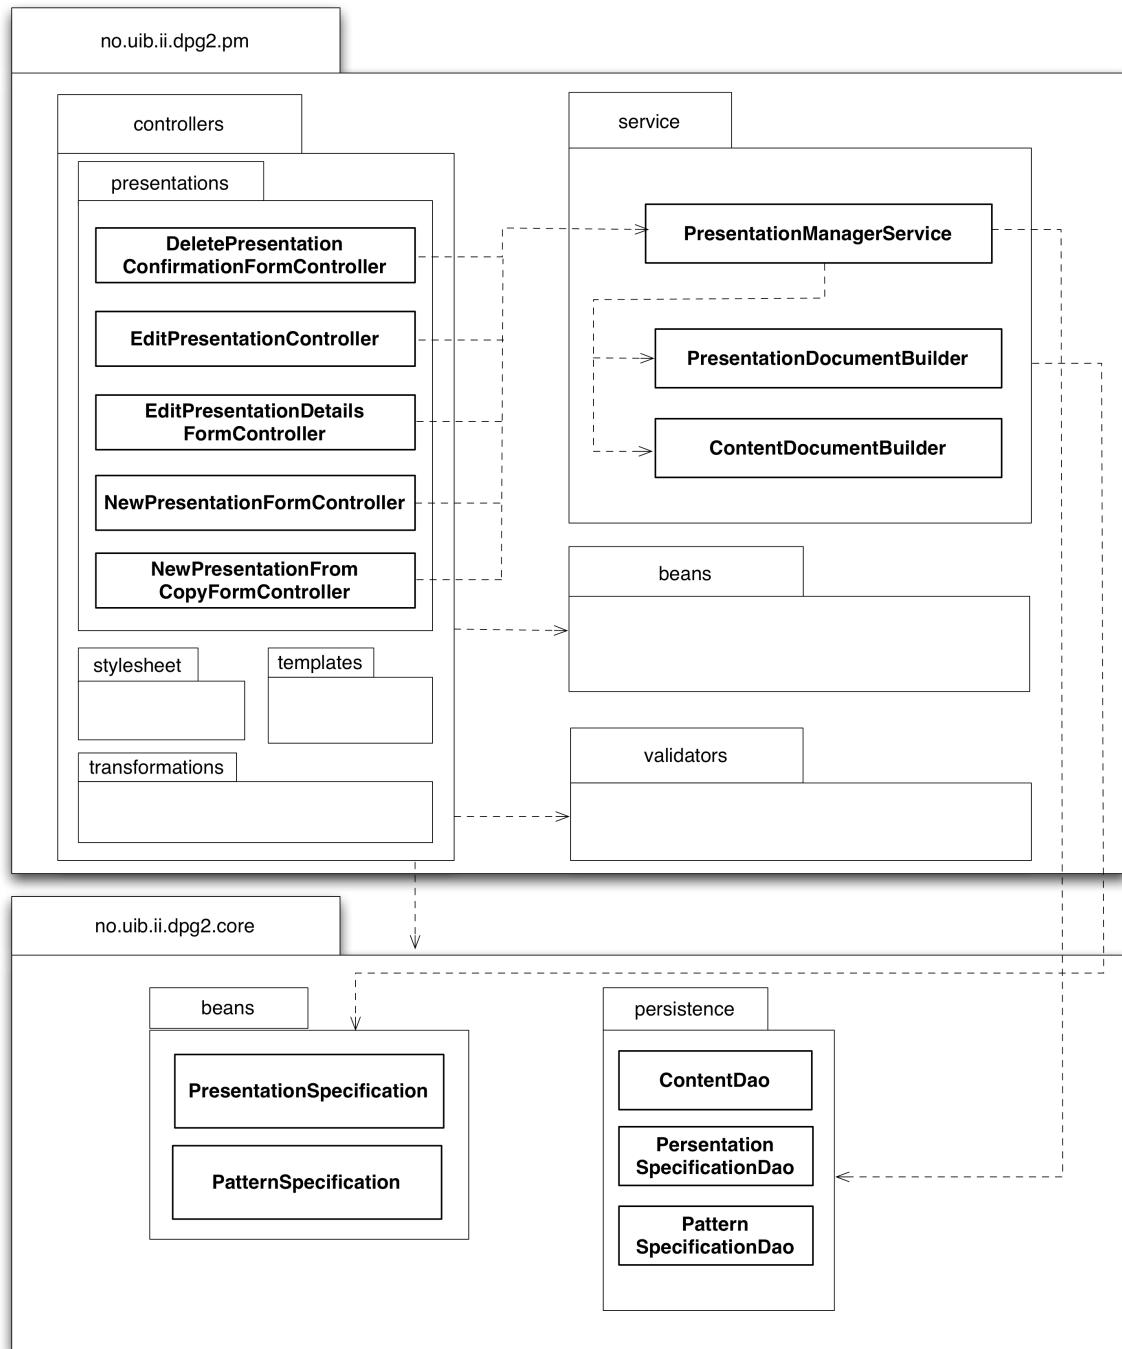 no.uib.ii.dpg2.pm
controllers
presentations
DeletePresentation
ConfirmationFormController
EditPresentationController
EditPresentationDetails
FormController
NewPresentationFormController
NewPresentationFrom
CopyFormController
stylesheet
templates
transformations
service
PresentationManagerService
PresentationDocumentBuilder
ContentDocumentBuilder
beans
validators
no.uib.ii.dpg2.core
beans
PresentationSpecification
PatternSpecification
persistence
ContentDao
Persentation
SpecificationDao
Pattern
SpecificationDao